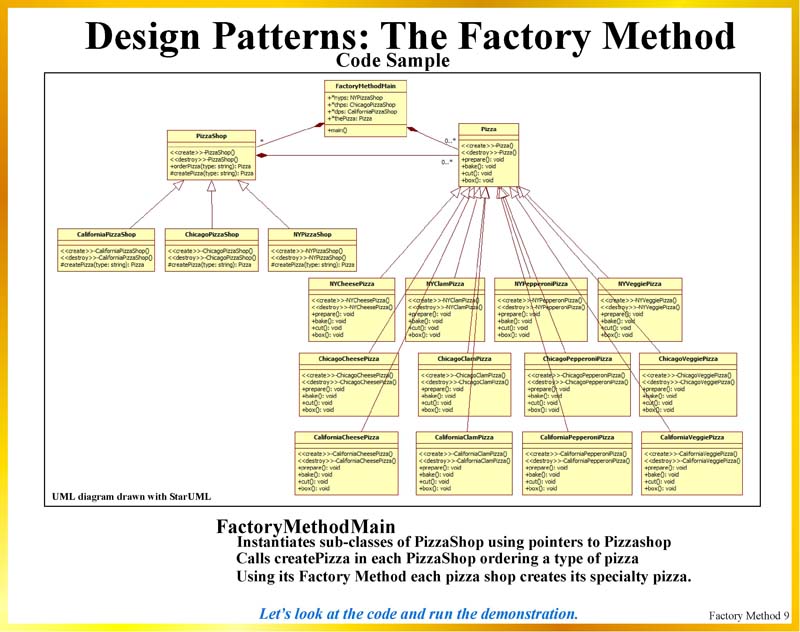 Design Patterns: The Factory Method
Code Sample
FactoryMethodMain
+*nyps: NYPizzaShop
+*chps: ChicagoPizzaShop
+*dps: CaliforniaPizzaShop
+*thePizza: Pizza
+main()
PizzaShop
<<create>>-PizzaShop()
<<destroy>>-PizzaShop()
+orderPizza(type: string): Pizza
#createPizza(type: string): Pizza
*
0..*
0..*
Pizza
<<create>>-Pizza()
<<destroy>>-Pizza()
+prepare(): void
+bake(): void
+cut(): void
+box(): void
CaliforniaPizzaShop
<<create>>-CaliforniaPizzaShop()
<<destroy>>-CaliforniaPizzaShop()
#createPizza(type: string): Pizza
ChicagoPizzaShop
<<create>>-ChicagoPizzaShop()
<<destroy>>-ChicagoPizzaShop()
#createPizza(type: string): Pizza
NYPizzaShop
<<create>>-NYPizzaShop()
<<destroy>>-NYPizzaShop()
#createPizza(type: string): Pizza
NYCheesePizza
<<create>>-NYCheesePizza()
<<destroy>>-NYCheesePizza()
+prepare(): void
+bake(): void
+cut(): void
+box(): void
NYClamPizza
<<create>>-NYClamPizza()
<<destroy>>-NYClamPizza()
+prepare(): void
+bake(): void
+cut(): void
+box(): void
NYPepperoniPizza
<<create>>-NYPepperoniPizza()
<<destroy>>-NYPepperoniPizza()
+prepare(): void
+bake(): void
+cut(): void
+box(): void
NYVeggiePizza
<<create>>-NYVeggiePizza()
<<destroy>>-NYVeggiePizza()
+prepare(): void
+bake(): void
+cut(): void
+box(): void
ChicagoCheesePizza
<<create>>-ChicagoCheesePizza()
<<destroy>>-ChicagoCheesePizza()
+prepare(): void
+bake(): void
+cut(): void
+box(): void
ChicagoClamPizza
<<create>>-ChicagoClamPizza()
<<destroy>>-ChicagoClamPizza()
+prepare(): void
+bake(): void
+cut(): void
+box(): void
ChicagoPepperoniPizza
<<create>>-ChicagoPepperoniPizza()
<<destroy>>-ChicagoPepperoniPizza()
+prepare(): void
+bake(): void
+cut(): void
+box(): void
ChicagoVeggiePizza
<<create>>-ChicagoVeggiePizza()
<<destroy>>-ChicagoVeggiePizza()
+prepare(): void
+bake(): void
+cut(): void
+box(): void
CaliforniaCheesePizza
<<create>>-CaliforniaCheesePizza()
<<destroy>>-CaliforniaCheesePizza()
+prepare(): void
+bake(): void
+cut(): void
+box(): void
CaliforniaClamPizza
<<create>>-CaliforniaClamPizza()
<<destroy>>-CaliforniaClamPizza()
+prepare(): void
+bake(): void
+cut(): void
+box(): void
CaliforniaPepperoniPizza
<<create>>-CaliforniaPepperoniPizza()
<<destroy>>-CaliforniaPepperoniPizza()
+prepare(): void
+bake(): void
+cut(): void
+box(): void
CaliforniaVeggiePizza
<<create>>-CaliforniaVeggiePizza()
<<destroy>>-CaliforniaVeggiePizza()
+prepare(): void
+bake(): void
+cut(): void
+box(): void
UML diagram drawn with StarUML
FactoryMethodMain
Instantiates sub-classes of PizzaShop using pointers to Pizzashop
Calls createPizza in each PizzaShop ordering a type of pizza
Using its Factory Method each pizza shop creates its specialty pizza.
Let's look at the code and run the demonstration.
Factory Method 9